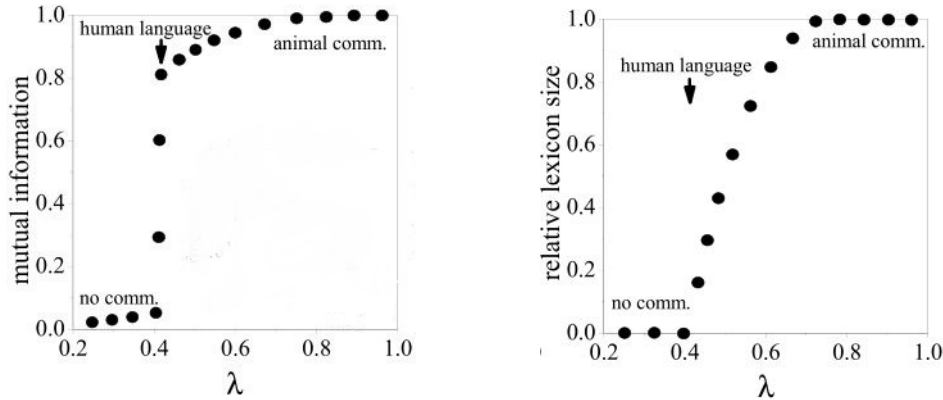 1.0
0.8
0.6
0.4
0.2
0.0
mutual information
human language
animal comm.
no comm.
0.2 0.4 0.6 0.8 1.0
λ
1.0
0.8
0.6
0.4
0.2
0.0
relative lexicon size
animal comm.
human language
no comm.
0.2 0.4 0.6 0.8 1.0
λ